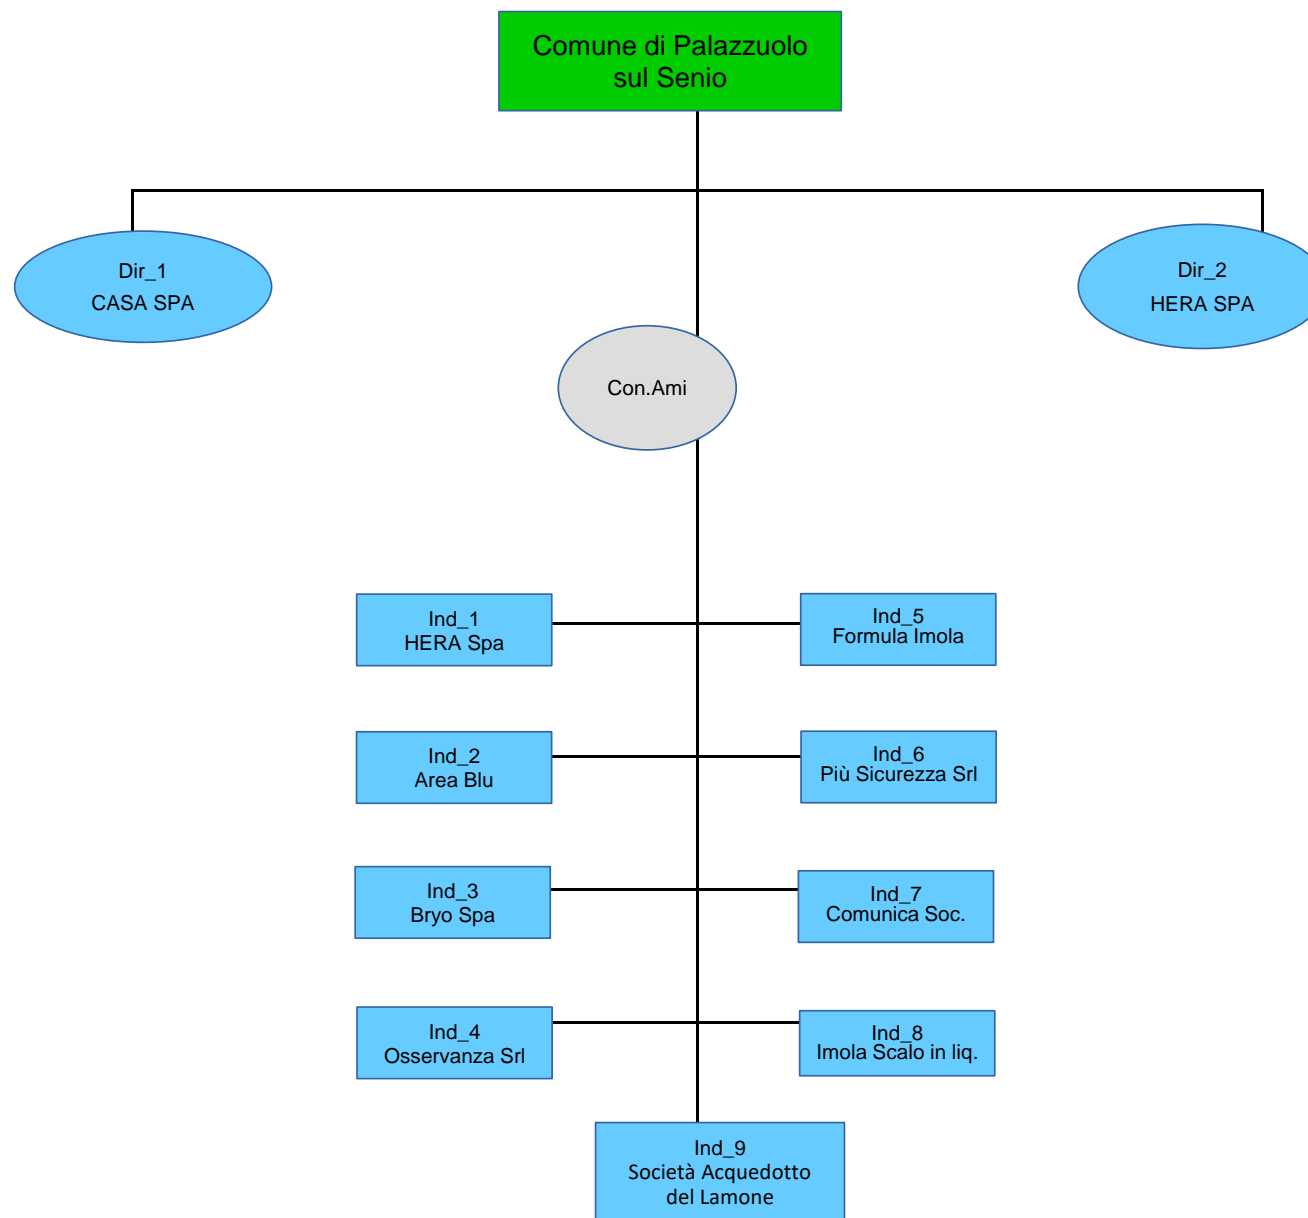 Comune di Palazzuolo
sul Senio
Dir_1
CASA SPA
Dir_2
HERA SPA
Con.Ami
Ind_1
HERA Spa
Ind_5
Formula Imola
Ind_2
Area Blu
Ind_6
Più Sicurezza Srl
Ind_3
Bryo Spa
Ind_7
Comunica Soc.
Ind_4
Osservanza Srl
Ind_8
Imola Scalo in liq.
Ind_9
Società Acquedotto
del Lamone